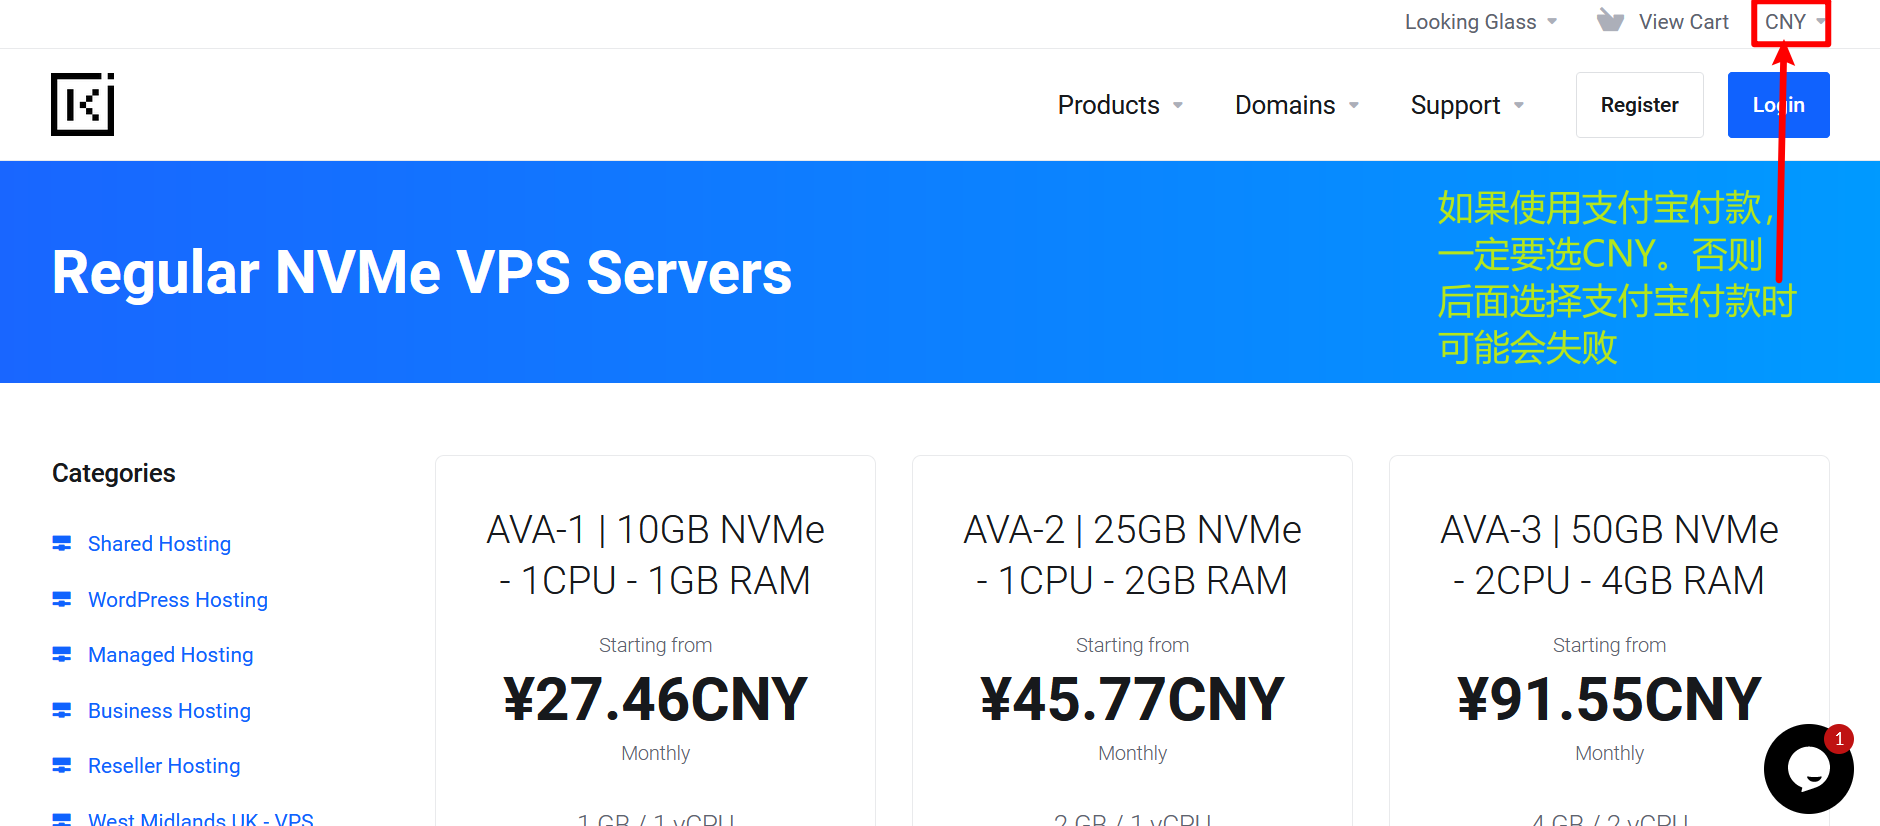 Looking Glass
View Cart
CNY
Products
Domains
Support
Register
Login
Regular NVMe VPS Servers
如果使用支付宝付款，
一定要选CNY。否则
后面选择支付宝付款时
可能会失败
Categories
Shared Hosting
WordPress Hosting
Managed Hosting
Business Hosting
Reseller Hosting
West Midlands UK - VPS
AVA-1 | 10GB NVMe
- 1CPU - 1GB RAM
Starting from
¥27.46CNY
Monthly
1 GB / 1 vCPU
AVA-2 | 25GB NVMe
- 1CPU - 2GB RAM
Starting from
¥45.77CNY
Monthly
2 GB / 1 vCPU
AVA-3 | 50GB NVMe
- 2CPU - 4GB RAM
Starting from
¥91.55CNY
Monthly
4 GB / 2 vCPU
1